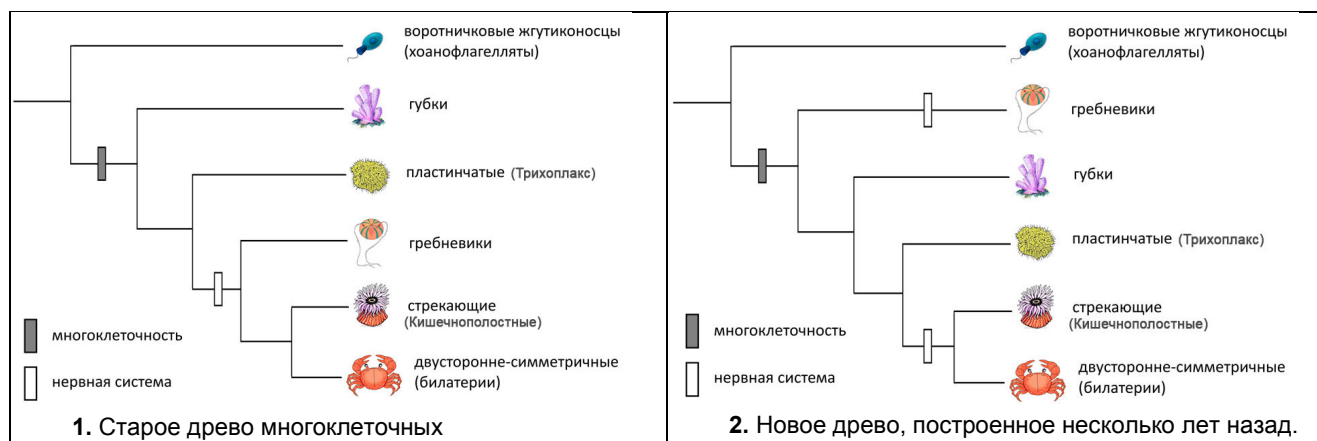 воротничковые жгутиконосцы
(хоанофлагелляты)
губки
пластинчатые (Трихоплакс)
гребневики
стрекающие
(Кишечнополостные)
двусторонне-симметричные
(билатерии)
многоклеточность
нервная система
1. Старое древо многоклеточных
воротничковые жгутиконосцы
(хоанофлагелляты)
гребневики
губки
пластинчатые (Трихоплакс)
стрекающие
(Кишечнополостные)
двусторонне-симметричные
(билатерии)
многоклеточность
нервная система
2. Новое древо, построенное несколько лет назад.